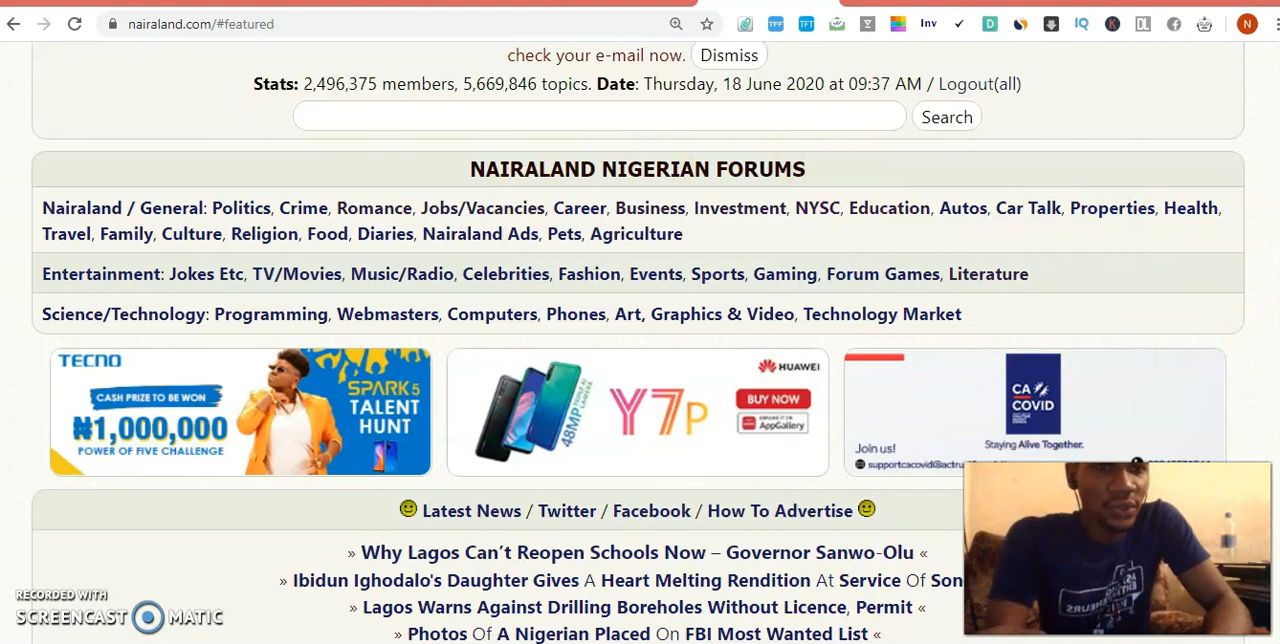 nairaland.com/#featured
Inv
N
check your e-mail now. Dismiss
Stats: 2,496,375 members, 5,669,846 topics. Date: Thursday, 18 June 2020 at 09:37 AM / Logout(all)
Search
NAIRALAND NIGERIAN FORUMS
Nairaland / General: Politics, Crime, Romance, Jobs/Vacancies, Career, Business, Investment, NYSC, Education, Autos, Car Talk, Properties, Health,
Travel, Family, Culture, Religion, Food, Diaries, Nairaland Ads, Pets, Agriculture
Entertainment: Jokes Etc, TV/Movies, Music/Radio, Celebrities, Fashion, Events, Sports, Gaming, Forum Games, Literature
Science/Technology: Programming, Webmasters, Computers, Phones, Art, Graphics & Video, Technology Market
TECNO
CASH PRIZE TO BE WON
₦1,000,000
POWER OF FIVE CHALLENGE
SPARK 5
TALENT
HUNT
48MP
Y7p
HUAWEI
BUY NOW
EXPLORE IT ON
AppGallery
CA
COVID
Staying Alive Together.
Join us!
Latest News / Twitter / Facebook / How To Advertise
» Why Lagos Can't Reopen Schools Now – Governor Sanwo-Olu «
» Ibidun Ighodalo's Daughter Gives A Heart Melting Rendition At Service Of Son
» Lagos Warns Against Drilling Boreholes Without Licence, Permit «
» Photos Of A Nigerian Placed On FBI Most Wanted List «
RECORDED WITH
SCREENCAST MATIC